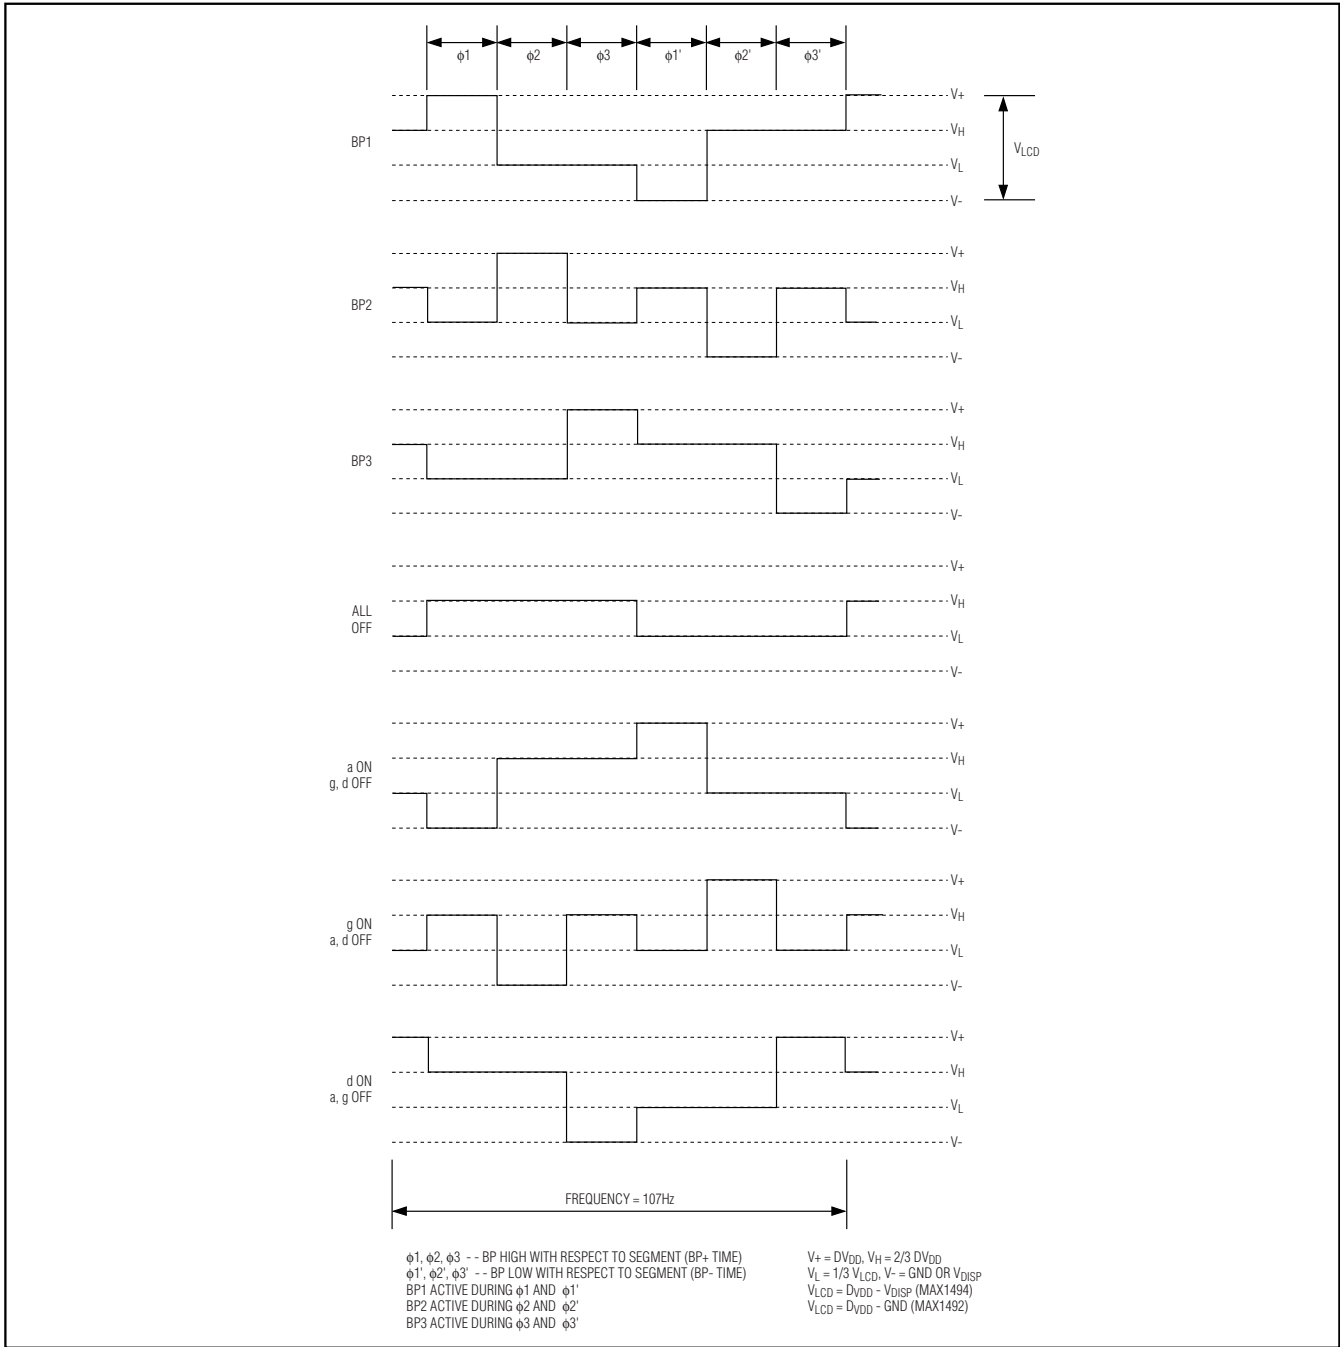 ϕ1 ϕ2 ϕ3 ϕ1' ϕ2' ϕ3'
V+
BP1
VH
VLCD
VL
V-
V+
BP2
VH
VL
V-
V+
BP3
VH
VL
V-
V+
ALL
OFF
VH
VL
V-
V+
a ON
g, d OFF
VH
VL
V-
V+
g ON
a, d OFF
VH
VL
V-
V+
d ON
a, g OFF
VH
VL
V-
FREQUENCY = 107Hz
ϕ1, ϕ2, ϕ3 - - BP HIGH WITH RESPECT TO SEGMENT (BP+ TIME)
ϕ1', ϕ2', ϕ3' - - BP LOW WITH RESPECT TO SEGMENT (BP- TIME)
BP1 ACTIVE DURING ϕ1 AND ϕ1'
BP2 ACTIVE DURING ϕ2 AND ϕ2'
BP3 ACTIVE DURING ϕ3 AND ϕ3'
V+ = DVDD, VH = 2/3 DVDD
VL = 1/3 VLCD, V- = GND OR VDISP
VLCD = DVDD - VDISP (MAX1494)
VLCD = DVDD - GND (MAX1492)